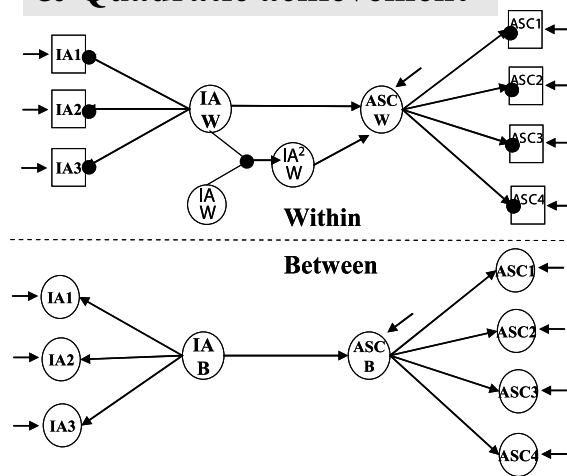 Quadratic achievement
IA1
IA2
IA3
IA
W
ASC
W
IA²
W
IA
W
ASC1
ASC2
ASC3
ASC4
Within
Between
IA1
IA2
IA3
IA
B
ASC
B
ASC1
ASC2
ASC3
ASC4